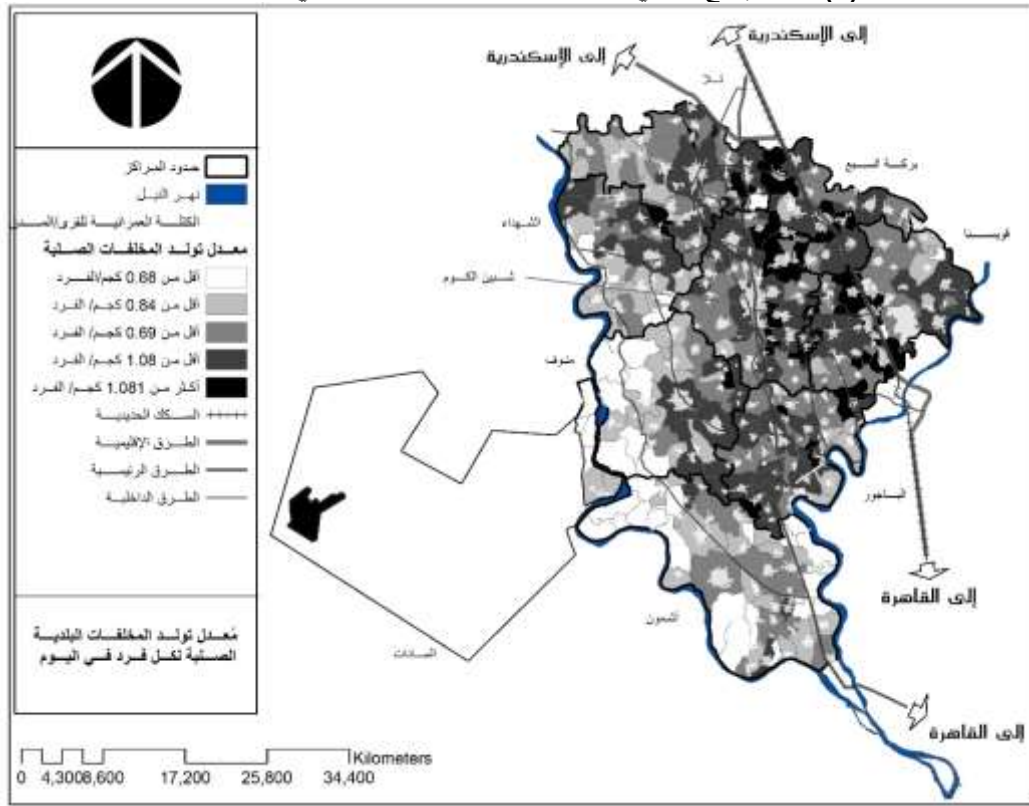 حدود المراكز
نهر النيل
الكتلة العمرانية للقرى/المدن
معدل تولد المخلفات الصلبة
أقل من 0.68 كجم/الفرد
أقل من 0.84 كجم/ الفرد
أقل من 0.69 كجم/ الفرد
أقل من 1.08 كجم/ الفرد
أكثر من 1.081 كجم/ الفرد
السكك الحديدية
الطرق الإقليمية
الطرق الرئيسية
الطرق الداخلية
مُعدل تولد المخلفات البلدية
الصلبة لكل فرد في اليوم
إلى الإسكندرية
إلى الإسكندرية
تلا
بركة السبع
قويسنا
الشهداء
شبين الكوم
منوف
الباجور
إلى القاهرة
أشمون
السادات
إلى القاهرة
Kilometers
0 4,3008,600 17,200 25,800 34,400